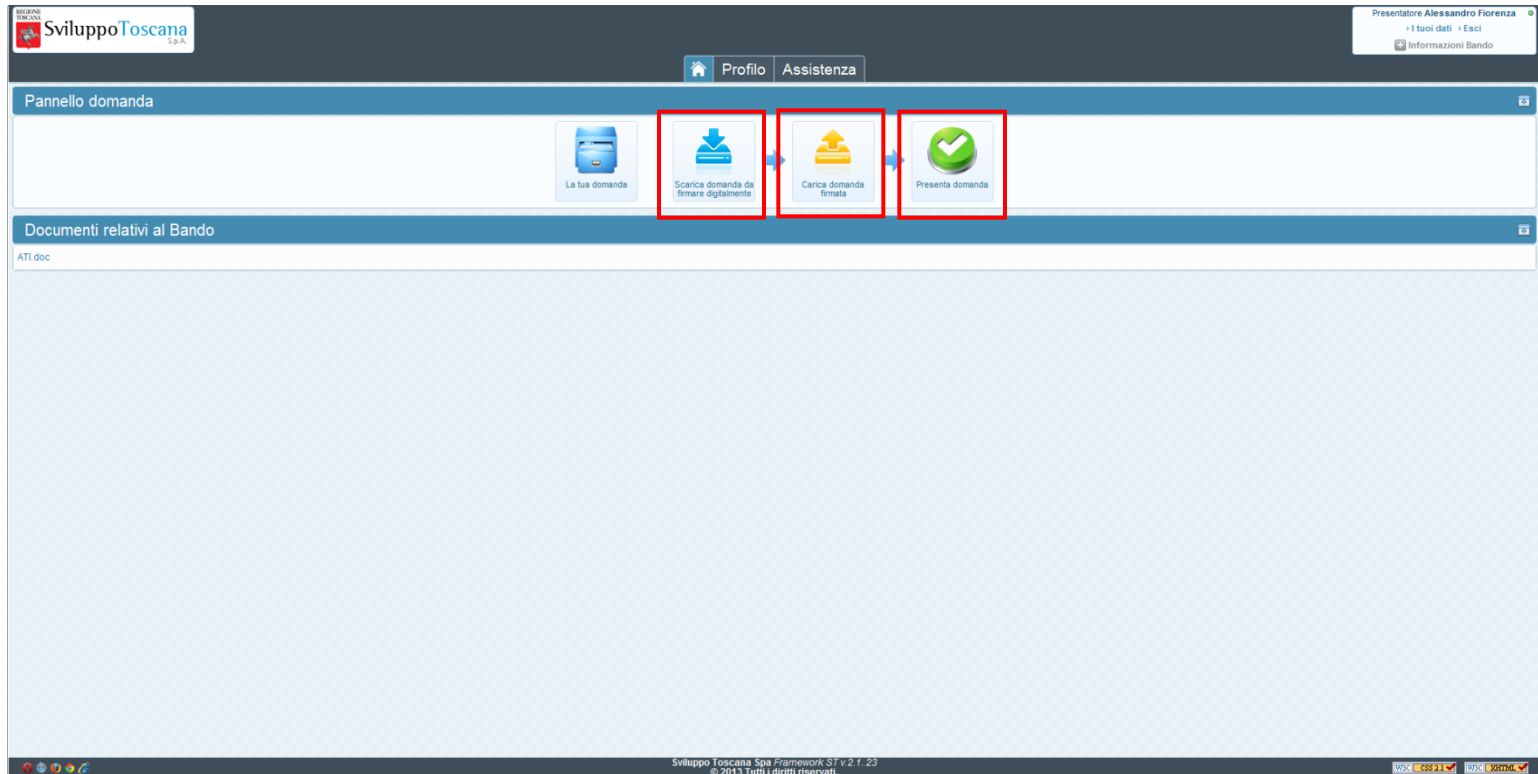 REGIONE
TOSCANA
SviluppoToscana
S.p.A.
Presentatore Alessandro Fiorenza
I tuoi dati Esci
Informazioni Bando
Profilo Assistenza
Pannello domanda
La tua domanda
Scarica domanda da
firmare digitalmente
Carica domanda
firmata
Presenta domanda
Documenti relativi al Bando
ATI.doc
Sviluppo Toscana Spa Framework ST v.2.1..23
© 2013 Tutti i diritti riservati
W3C CSS 2.1
W3C XHTML